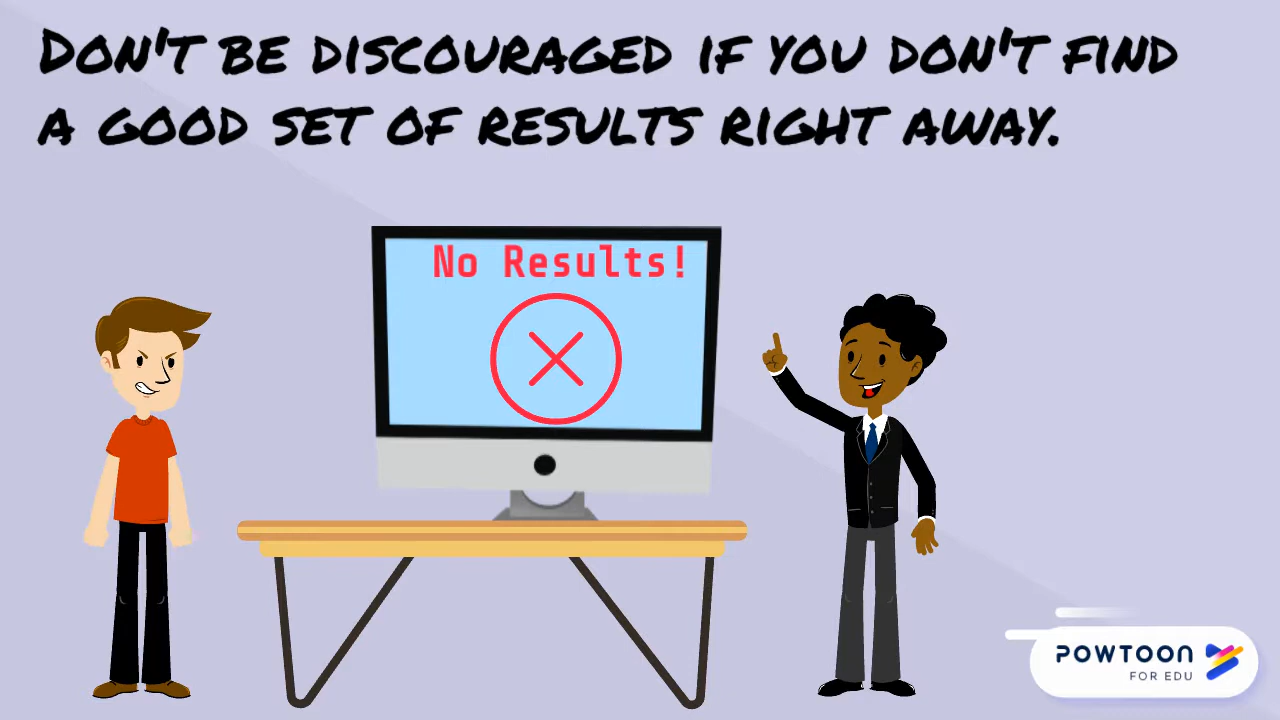 Don't be discouraged if you don't find
a good set of results right away.
No Results!
POWTOON
FOR EDU